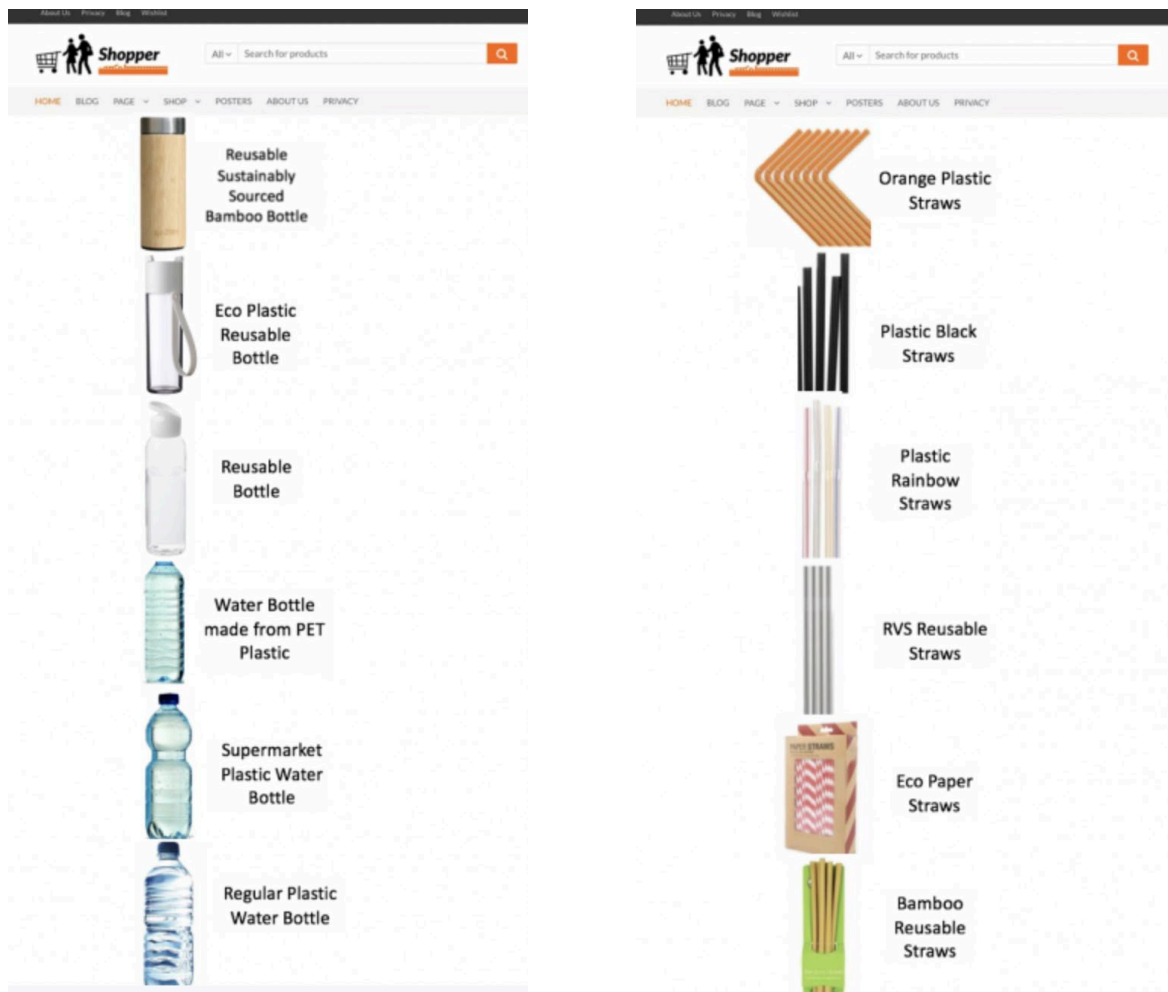 About Us Privacy Blog Wishlist
Shopper
All Search for products
HOME BLOG PAGE SHOP POSTERS ABOUT US PRIVACY
Reusable
Sustainably
Sourced
Bamboo Bottle
Eco Plastic
Reusable
Bottle
Reusable
Bottle
Water Bottle
made from PET
Plastic
Supermarket
Plastic Water
Bottle
Regular Plastic
Water Bottle
About Us Privacy Blog Wishlist
Shopper
All Search for products
HOME BLOG PAGE SHOP POSTERS ABOUT US PRIVACY
Orange Plastic
Straws
Plastic Black
Straws
Plastic
Rainbow
Straws
RVS Reusable
Straws
PAPER STRAWS
Eco Paper
Straws
Bamboo
Reusable
Straws